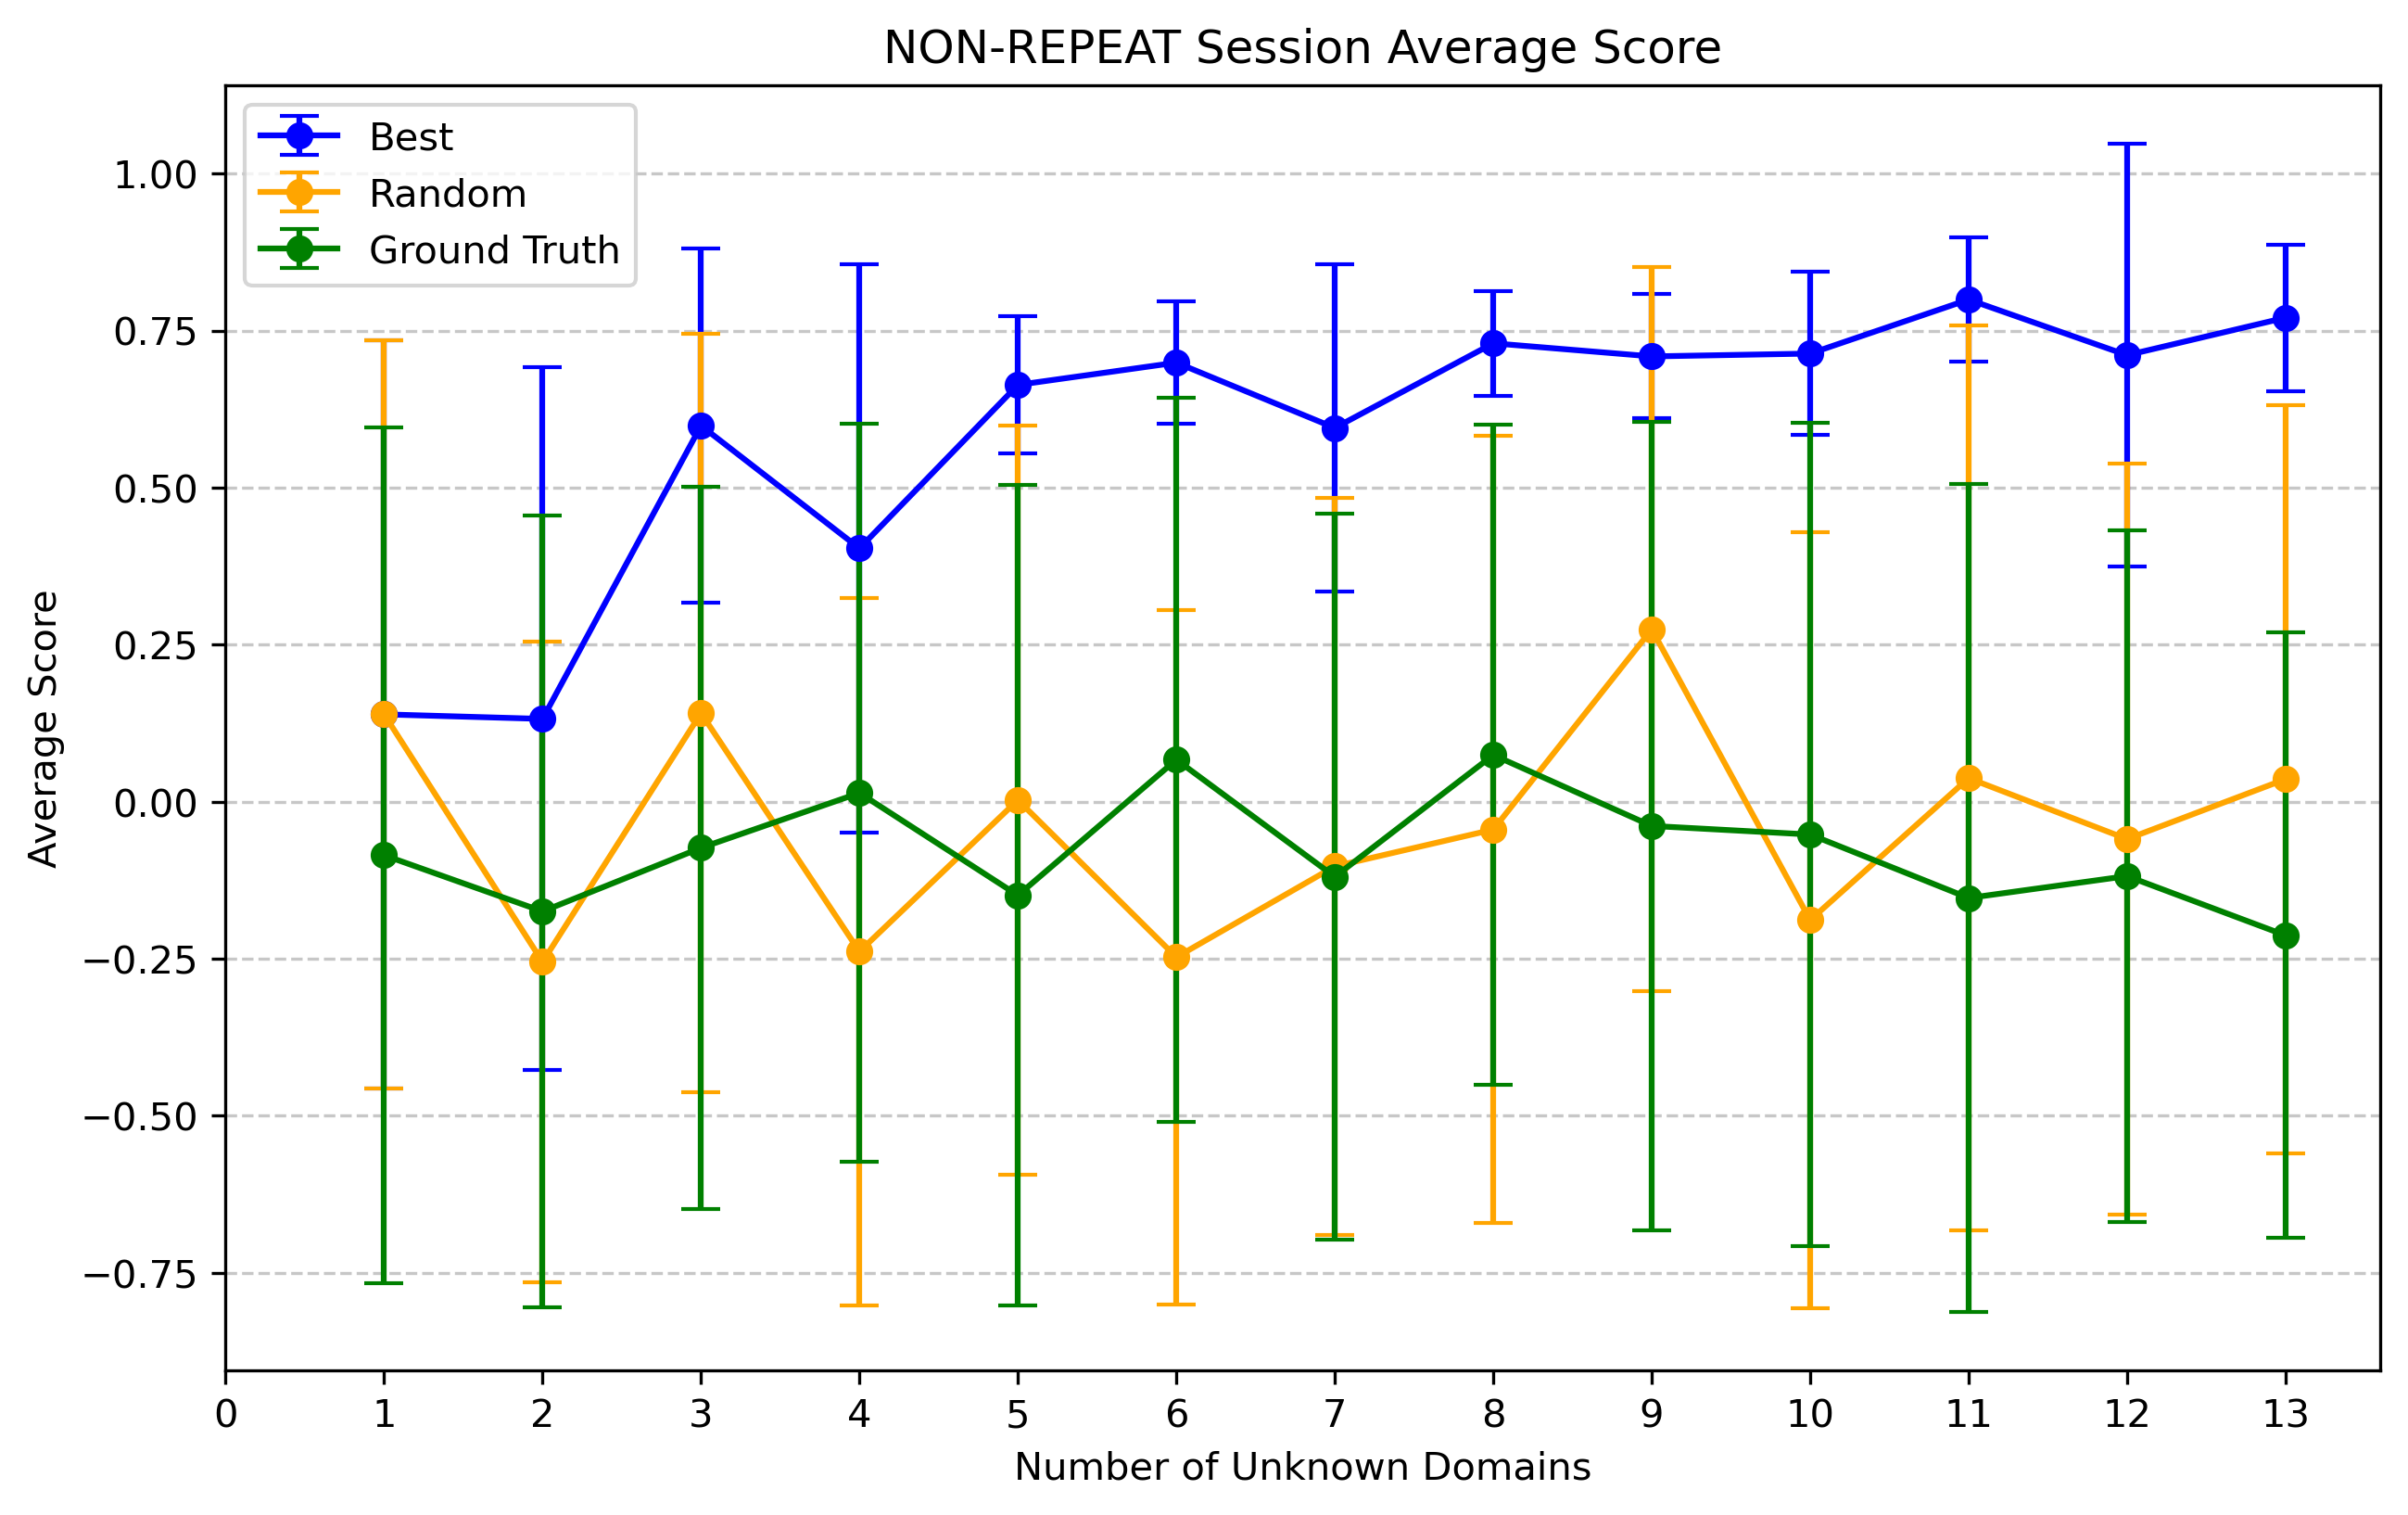 NON-REPEAT Session Average Score
Best
Random
Ground Truth
Average Score
1.00
0.75
0.50
0.25
0.00
−0.25
−0.50
−0.75
0 1 2 3 4 5 6 7 8 9 10 11 12 13
Number of Unknown Domains